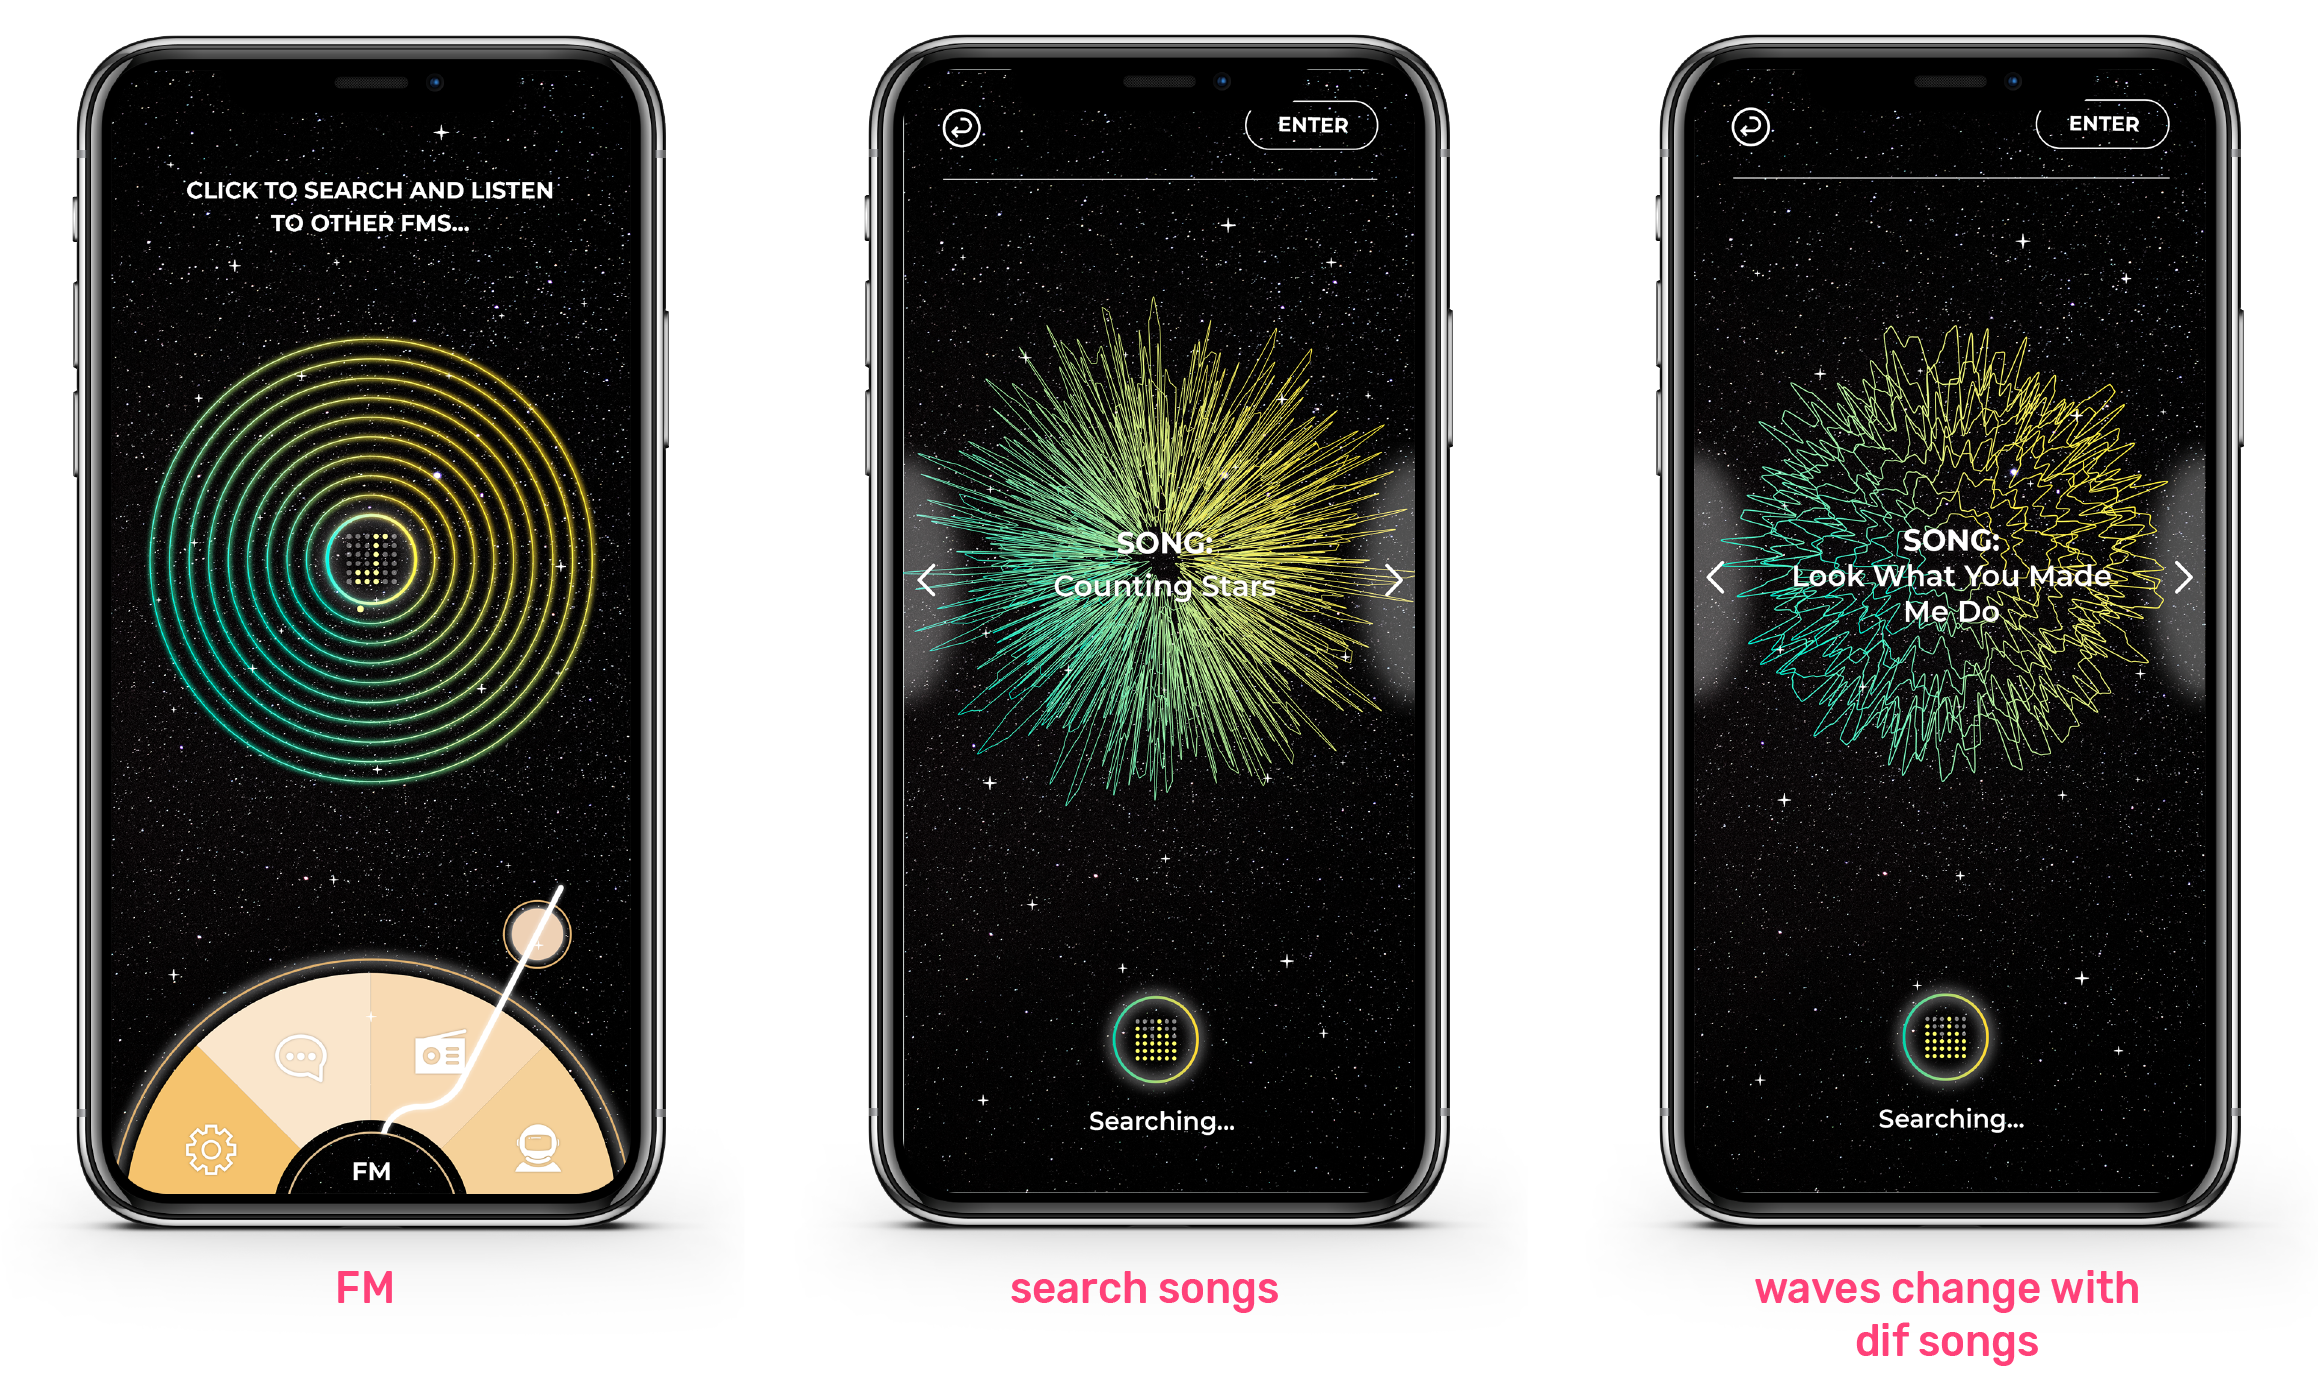 CLICK TO SEARCH AND LISTEN
TO OTHER FMS...
FM
FM
ENTER
SONG:
Counting Stars
Searching...
search songs
ENTER
SONG:
Look What You Made
Me Do
Searching...
waves change with
dif songs